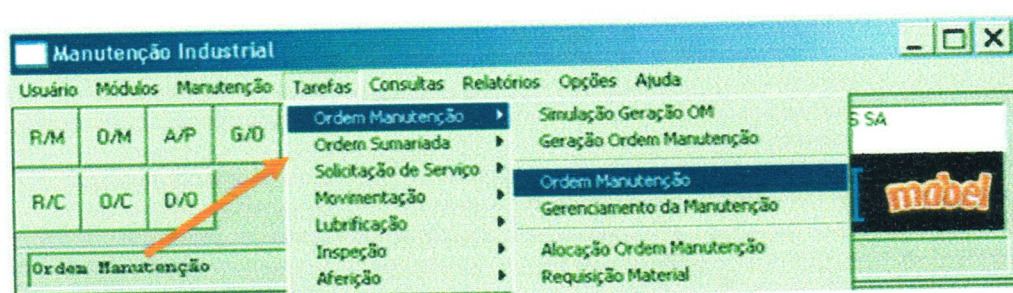 Manutenção Industrial
Usuário Módulos Manutenção Tarefas Consultas Relatórios Opções Ajuda
R/M O/M A/P G/O
R/C O/C D/O
Ordem Manutenção
Ordem Manutenção
Ordem Sumariada
Solicitação de Serviço
Movimentação
Lubrificação
Inspeção
Aferição
Simulação Geração OM
Geração Ordem Manutenção
Ordem Manutenção
Gerenciamento da Manutenção
Alocação Ordem Manutenção
Requisição Material
S SA
mabel